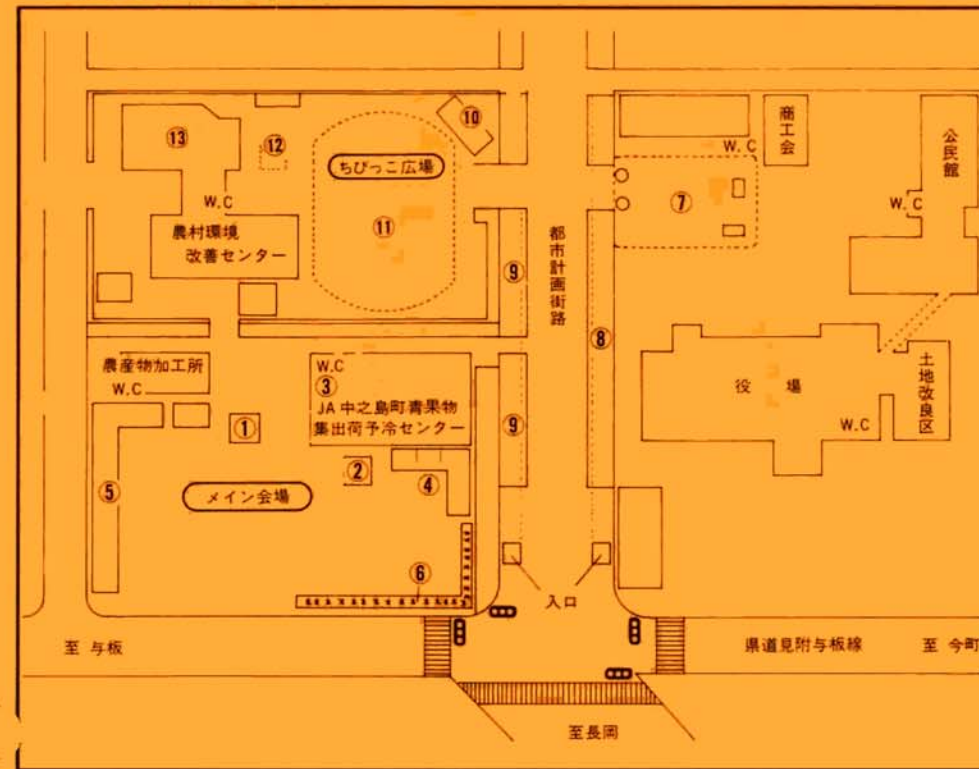 ⑬
⑫
⑩
商工会
W.C
公民館
ちびっこ広場
W.C
農村環境
改善センター
⑪
⑦
W.C
都市計画街路
⑨
⑧
農産物加工所
W.C
W.C
③
JA中之島町青果物
集出荷予冷センター
役場
W.C
土地改良区
①
⑨
②
④
⑤
メイン会場
⑥
入口
至 与板
県道見附与板線
至 今町
至長岡